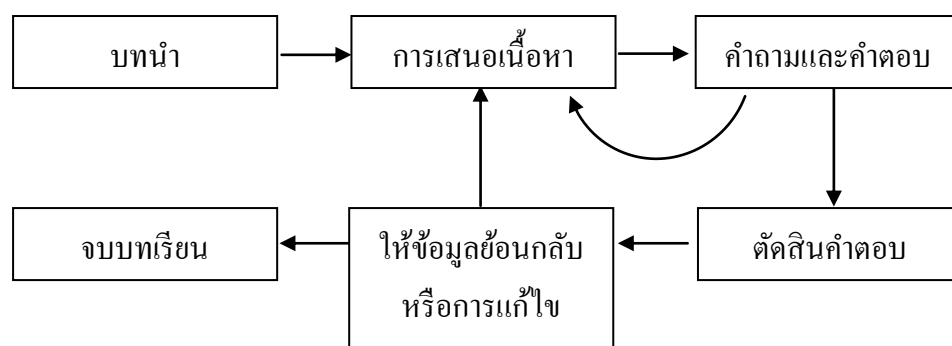 บทนำ
การเสนอเนื้อหา
คำถามและคำตอบ
จบบทเรียน
ให้ข้อมูลย้อนกลับ
หรือการแก้ไข
ตัดสินคำตอบ